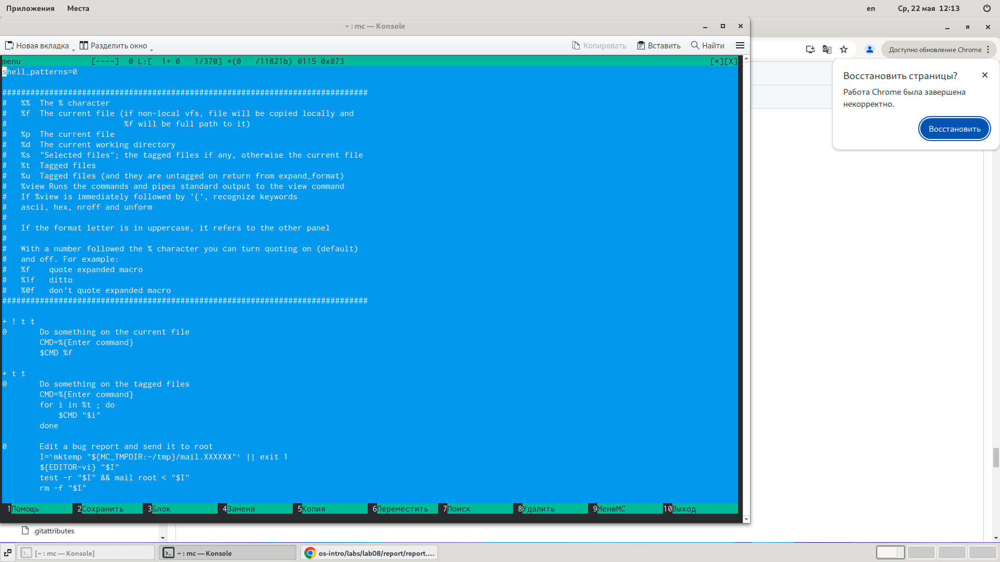 Приложения Места en Ср, 22 мая 12:13
~ : mc — Konsole
Новая вкладка Разделить окно Копировать Вставить Найти
Доступно обновление Chrome
menu [----] 0 L:[ 1+ 0 1/370] *(0 /11821b) 0115 0x073 [*][X]
shell_patterns=0
##############################################################################
# %% The % character
# %f The current file (if non-local vfs, file will be copied locally and
# %f will be full path to it)
# %p The current file
# %d The current working directory
# %s "Selected files"; the tagged files if any, otherwise the current file
# %t Tagged files
# %u Tagged files (and they are untagged on return from expand_format)
# %view Runs the commands and pipes standard output to the view command
# If %view is immediately followed by '{', recognize keywords
# ascii, hex, nroff and unform
#
# If the format letter is in uppercase, it refers to the other panel
#
# With a number followed the % character you can turn quoting on (default)
# and off. For example:
# %f quote expanded macro
# %1f ditto
# %0f don't quote expanded macro
##############################################################################
+ ! t t
@ Do something on the current file
CMD=%{Enter command}
$CMD %f
+ t t
@ Do something on the tagged files
CMD=%{Enter command}
for i in %t ; do
$CMD "$i"
done
0 Edit a bug report and send it to root
I=`mktemp "${MC_TMPDIR:-/tmp}/mail.XXXXXX"` || exit 1
${EDITOR-vi} "$I"
test -r "$I" && mail root < "$I"
rm -f "$I"
1Помощь 2Сохранить 3Блок 4Замена 5Копия 6Переместить 7Поиск 8Удалить 9МенюMC 10Выход
Восстановить страницы?
Работа Chrome была завершена
некорректно.
Восстановить
.gitattributes
[~ : mc — Konsole] ~ : mc — Konsole os-intro/labs/lab08/report/report....